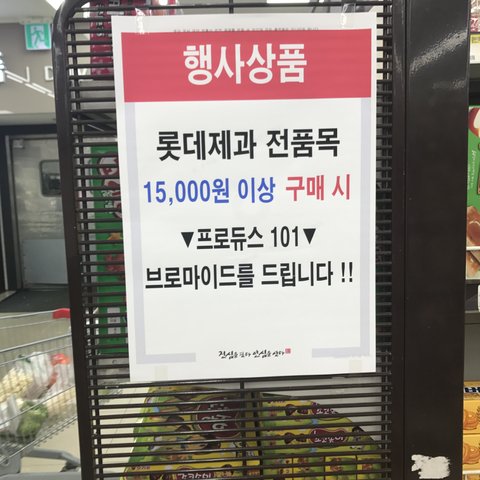 행사상품
롯데제과 전품목
15,000원 이상 구매 시
▼프로듀스 101▼
브로마이드를 드립니다 !!